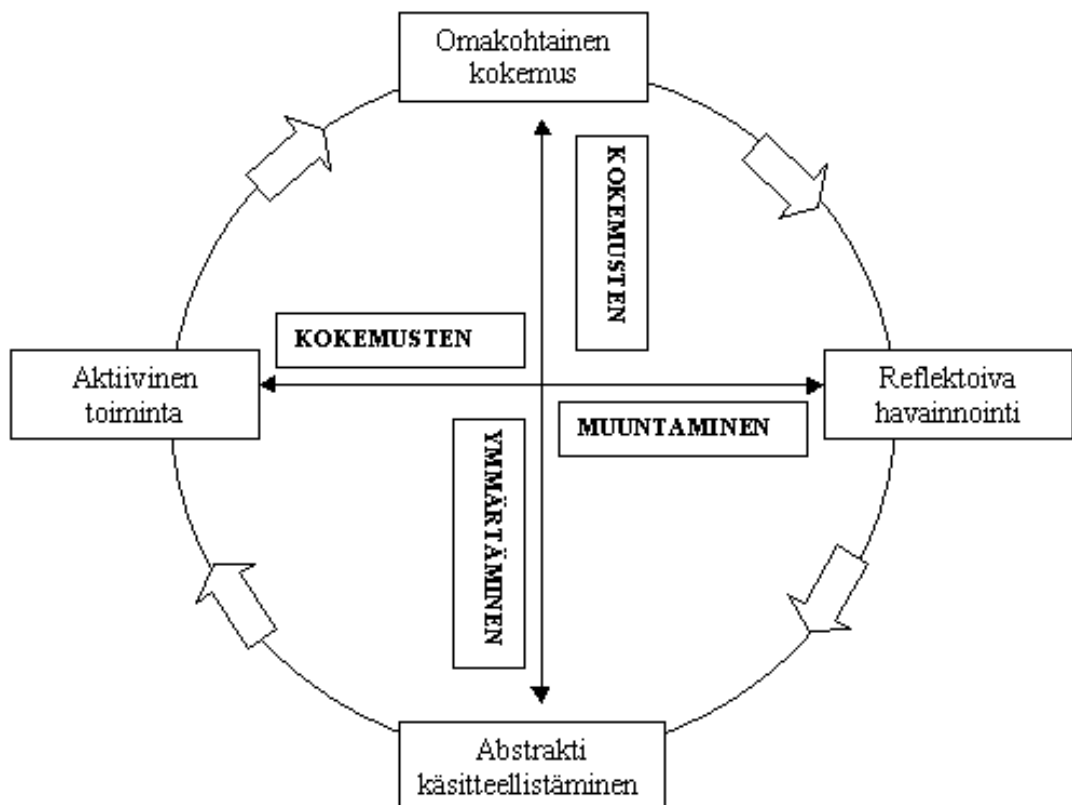 Omakohtainen
kokemus
KOKEMUSTEN
KOKEMUSTEN
Aktiivinen
toiminta
Reflektoiva
havainnointi
MUUNTAMINEN
YMMÄRTÄMINEN
Abstrakti
käsitteellistäminen